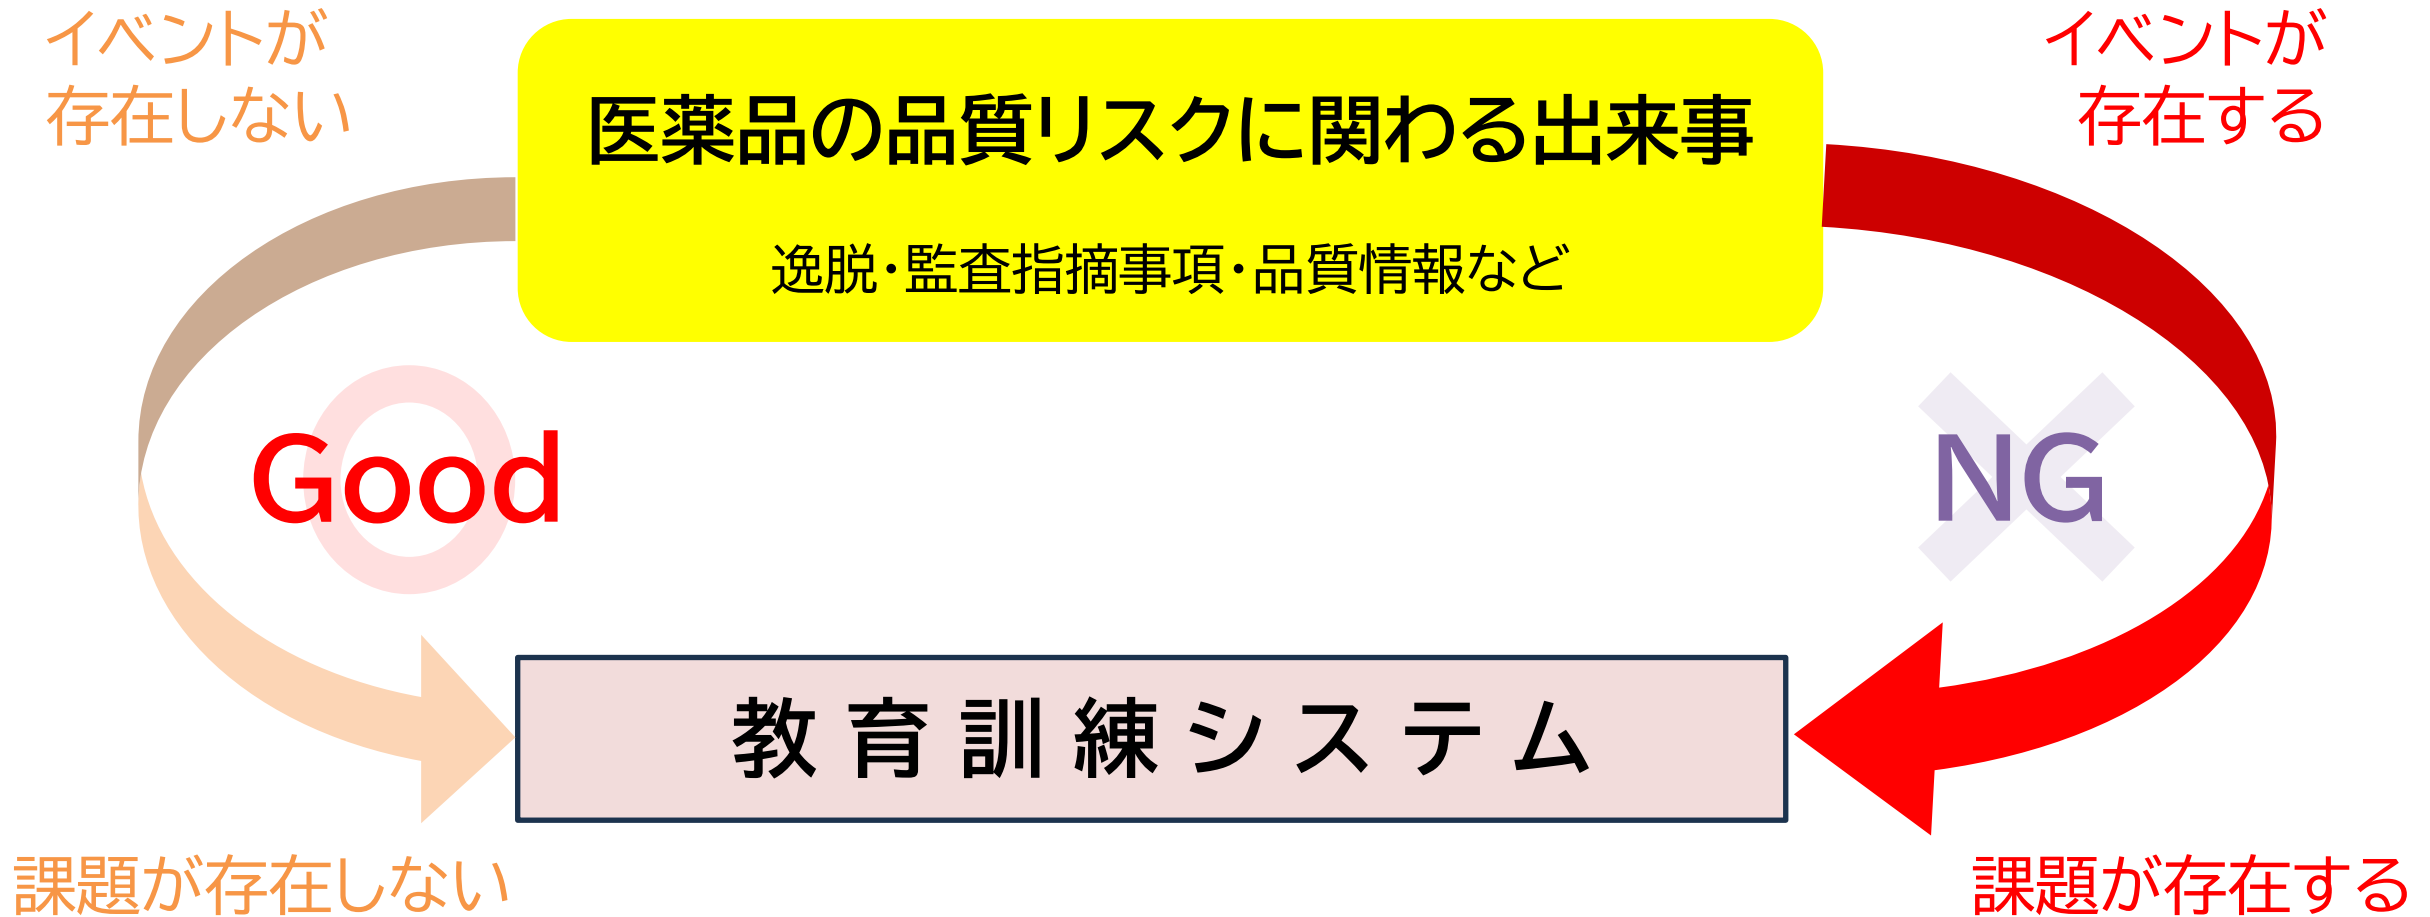 イベントが
存在しない
イベントが
存在する
医薬品の品質リスクに関わる出来事
逸脱・監査指摘事項・品質情報など
Good
NG
教育訓練システム
課題が存在しない
課題が存在する